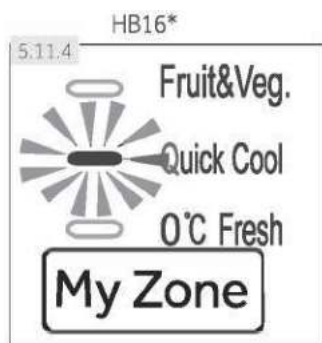 HB16*
5.11.4
Fruit&Veg.
Quick Cool
0°C Fresh
My Zone